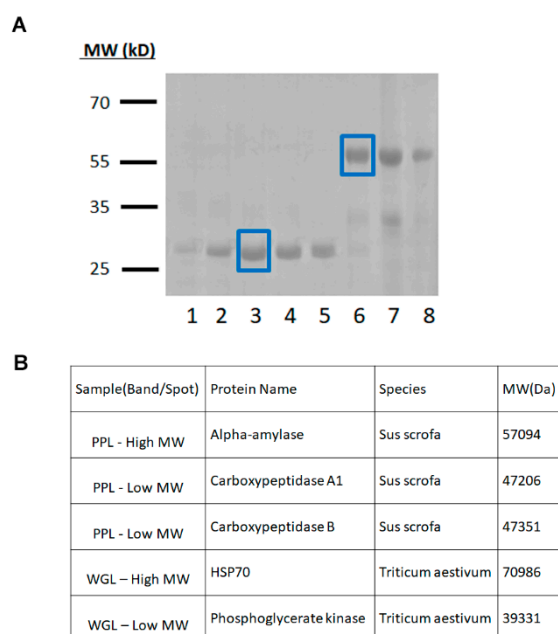 A
MW (kD)
70
55
35
25
1 2 3 4 5 6 7 8
B
Sample(Band/Spot) Protein Name Species MW(Da)
PPL - High MW Alpha-amylase Sus scrofa 57094
PPL - Low MW Carboxypeptidase A1 Sus scrofa 47206
PPL - Low MW Carboxypeptidase B Sus scrofa 47351
WGL – High MW HSP70 Triticum aestivum 70986
WGL – Low MW Phosphoglycerate kinase Triticum aestivum 39331